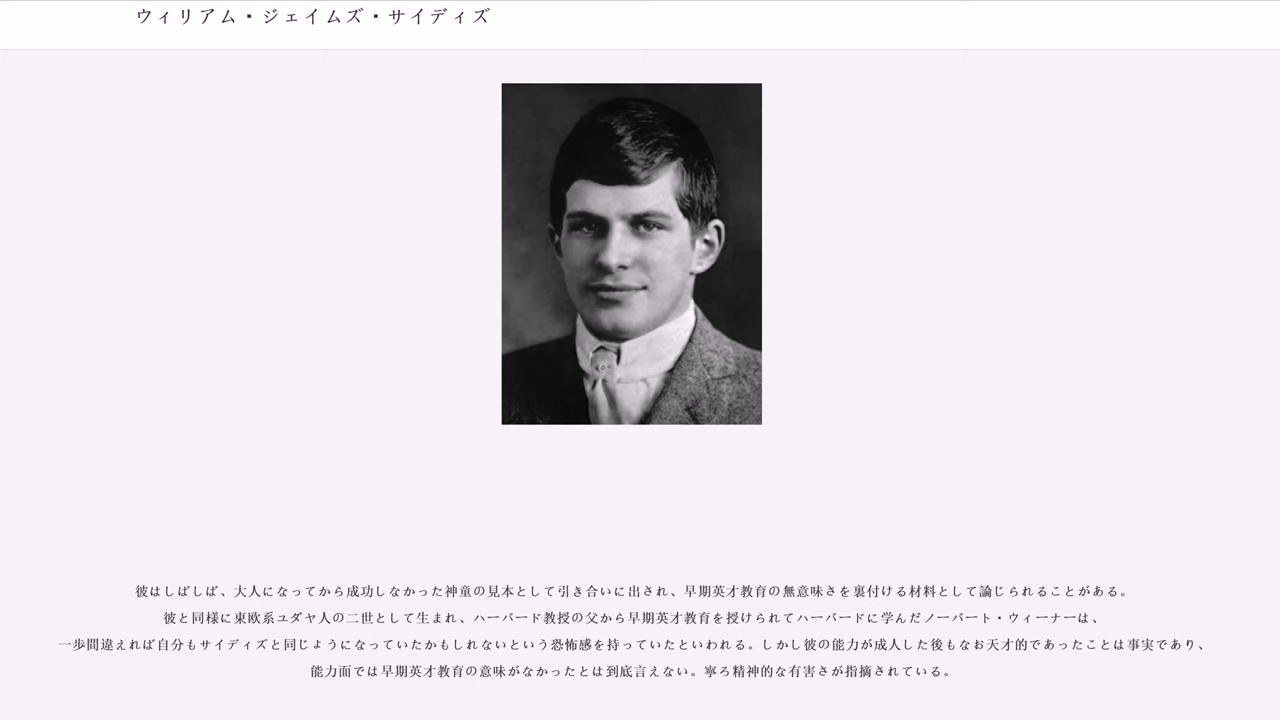 ウィリアム・ジェイムズ・サイディズ
彼はしばしば、大人になってから成功しなかった神童の見本として引き合いに出され、早期英才教育の無意味さを裏付ける材料として論じられることがある。
彼と同様に東欧系ユダヤ人の二世として生まれ、ハーバード教授の父から早期英才教育を授けられてハーバードに学んだノーバート・ウィーナーは、
一歩間違えれば自分もサイディズと同じようになっていたかもしれないという恐怖感を持っていたといわれる。しかし彼の能力が成人した後もなお天才的であったことは事実であり、
能力面では早期英才教育の意味がなかったとは到底言えない。寧ろ精神的な有害さが指摘されている。